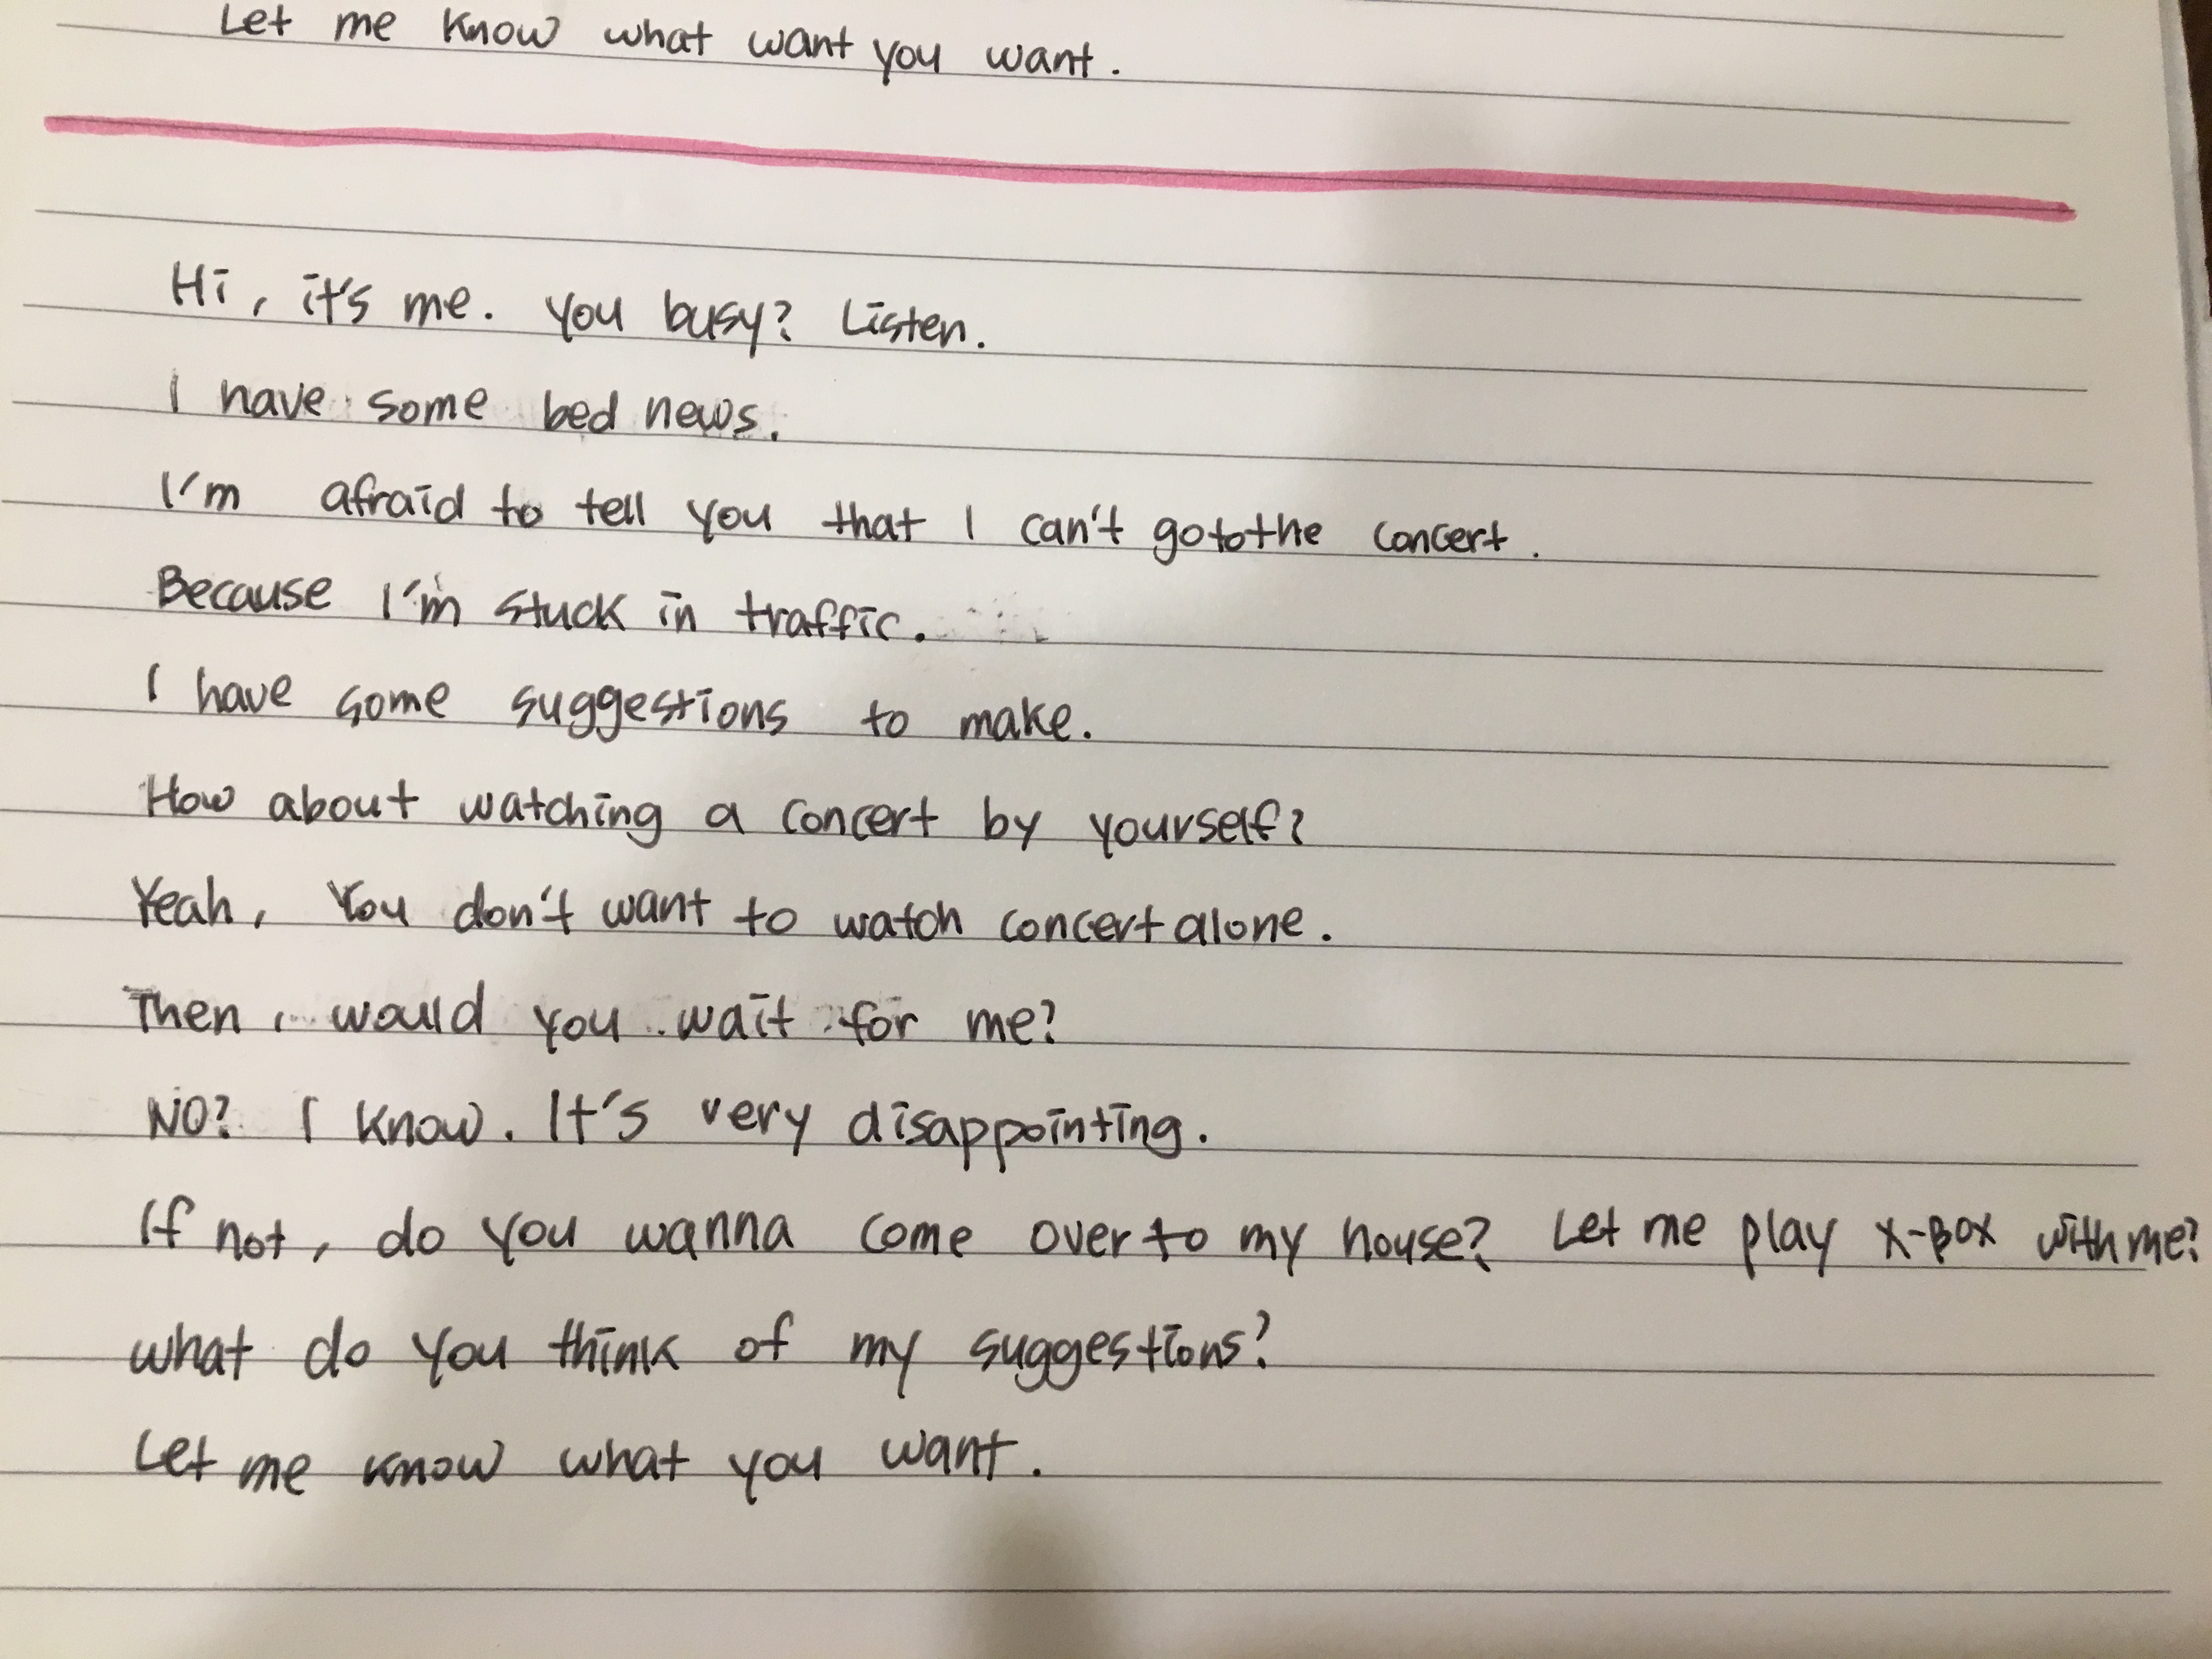 Let me know what want you want.
Hi, it's me. You busy? Listen.
I have some bed news.
I'm afraid to tell you that I can't go to the concert.
Because I'm stuck in traffic.
I have some suggestions to make.
How about watching a concert by yourself?
Yeah, You don't want to watch concert alone.
Then, would you wait for me?
NO? I know. It's very disappointing.
If not, do you wanna come over to my house? Let me play X-Box with me?
what do you think of my suggestions?
Let me know what you want.